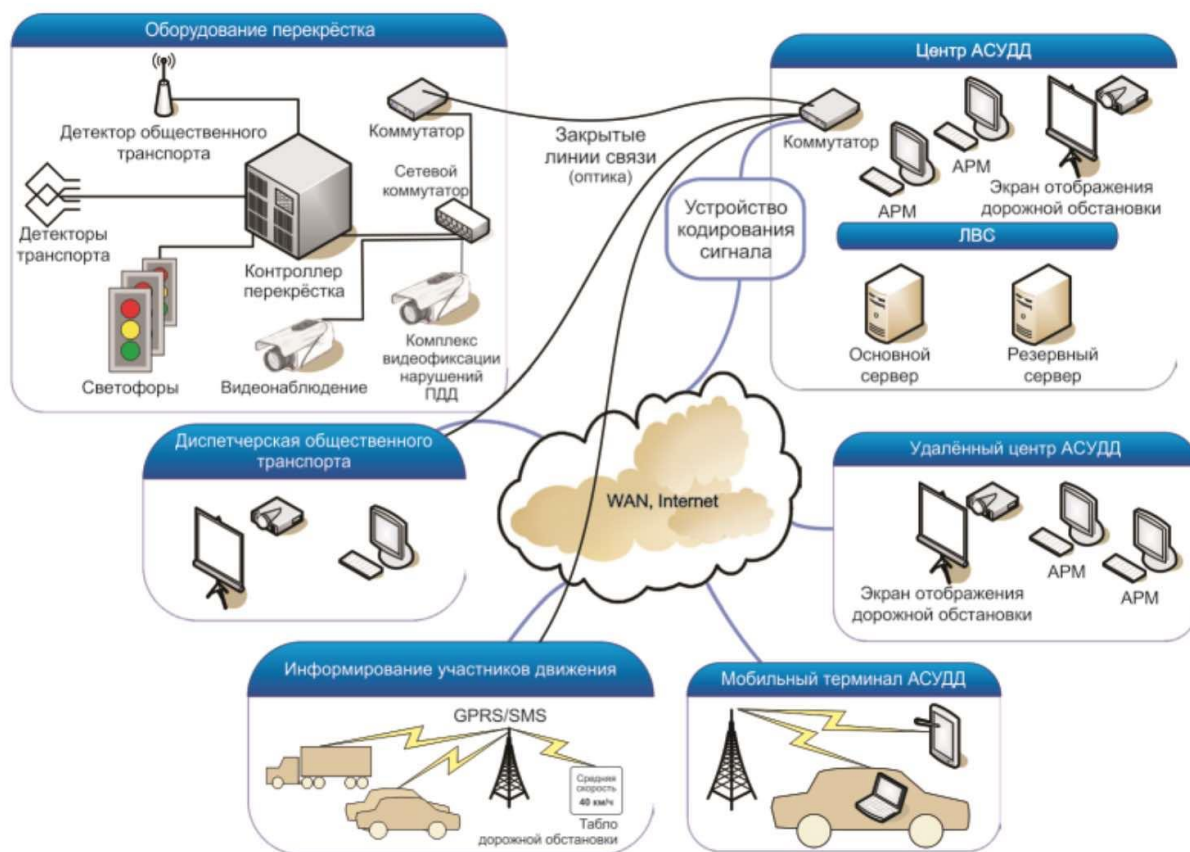 Оборудование перекрёстка
Детектор общественного
транспорта
Коммутатор
Сетевой
коммутатор
Детекторы
транспорта
Контроллер
перекрёстка
Светофоры
Видеонаблюдение
Комплекс
видеофиксации
нарушений
ПДД
Закрытые
линии связи
(оптика)
Центр АСУДД
Коммутатор
АРМ
АРМ
Экран отображения
дорожной обстановки
ЛВС
Основной
сервер
Резервный
сервер
Устройство
кодирования
сигнала
Диспетчерская общественного
транспорта
WAN, Internet
Удалённый центр АСУДД
Экран отображения
дорожной обстановки
АРМ
АРМ
Информирование участников движения
GPRS/SMS
Средняя
скорость
40 км/ч
Табло
дорожной обстановки
Мобильный терминал АСУДД